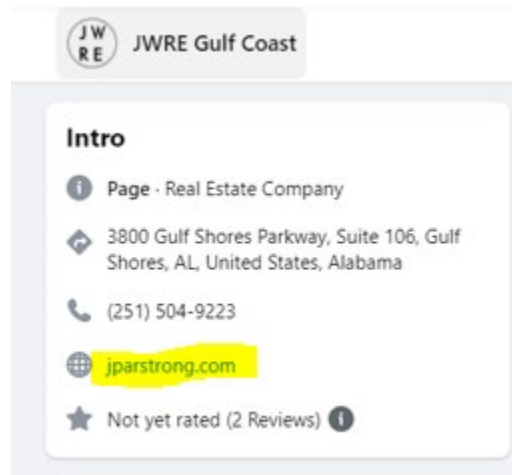 JW
RE
JWRE Gulf Coast
Intro
Page · Real Estate Company
3800 Gulf Shores Parkway, Suite 106, Gulf
Shores, AL, United States, Alabama
(251) 504-9223
jparstrong.com
Not yet rated (2 Reviews)